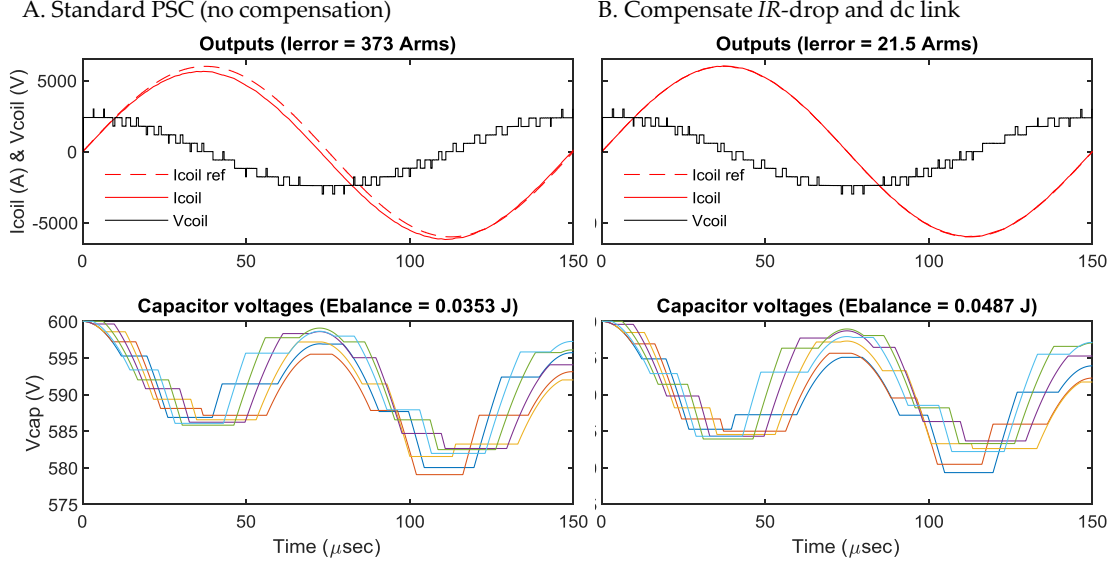 A. Standard PSC (no compensation)
B. Compensate IR-drop and dc link
Outputs (Ierror = 373 Arms)
Outputs (Ierror = 21.5 Arms)
Icoil (A) & Vcoil (V)
5000
0
-5000
Icoil ref
Icoil
Vcoil
0 50 100 150
Icoil ref
Icoil
Vcoil
0 50 100 150
Capacitor voltages (Ebalance = 0.0353 J)
Capacitor voltages (Ebalance = 0.0487 J)
Vcap (V)
600
595
590
585
580
575
0 50 100 150
Time (μsec)
0 50 100 150
Time (μsec)